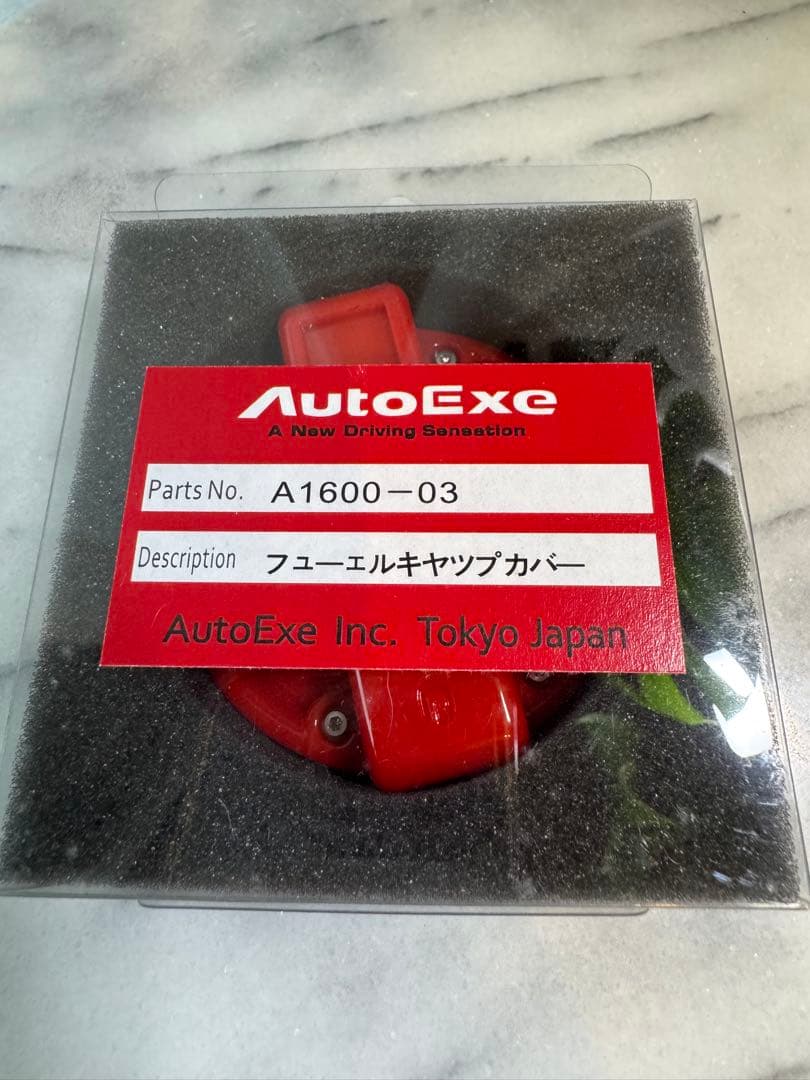 AutoExe
A New Driving Sensation
Parts No. A1600-03
Description フューエルキヤツプカバー
AutoExe Inc. Tokyo Japan